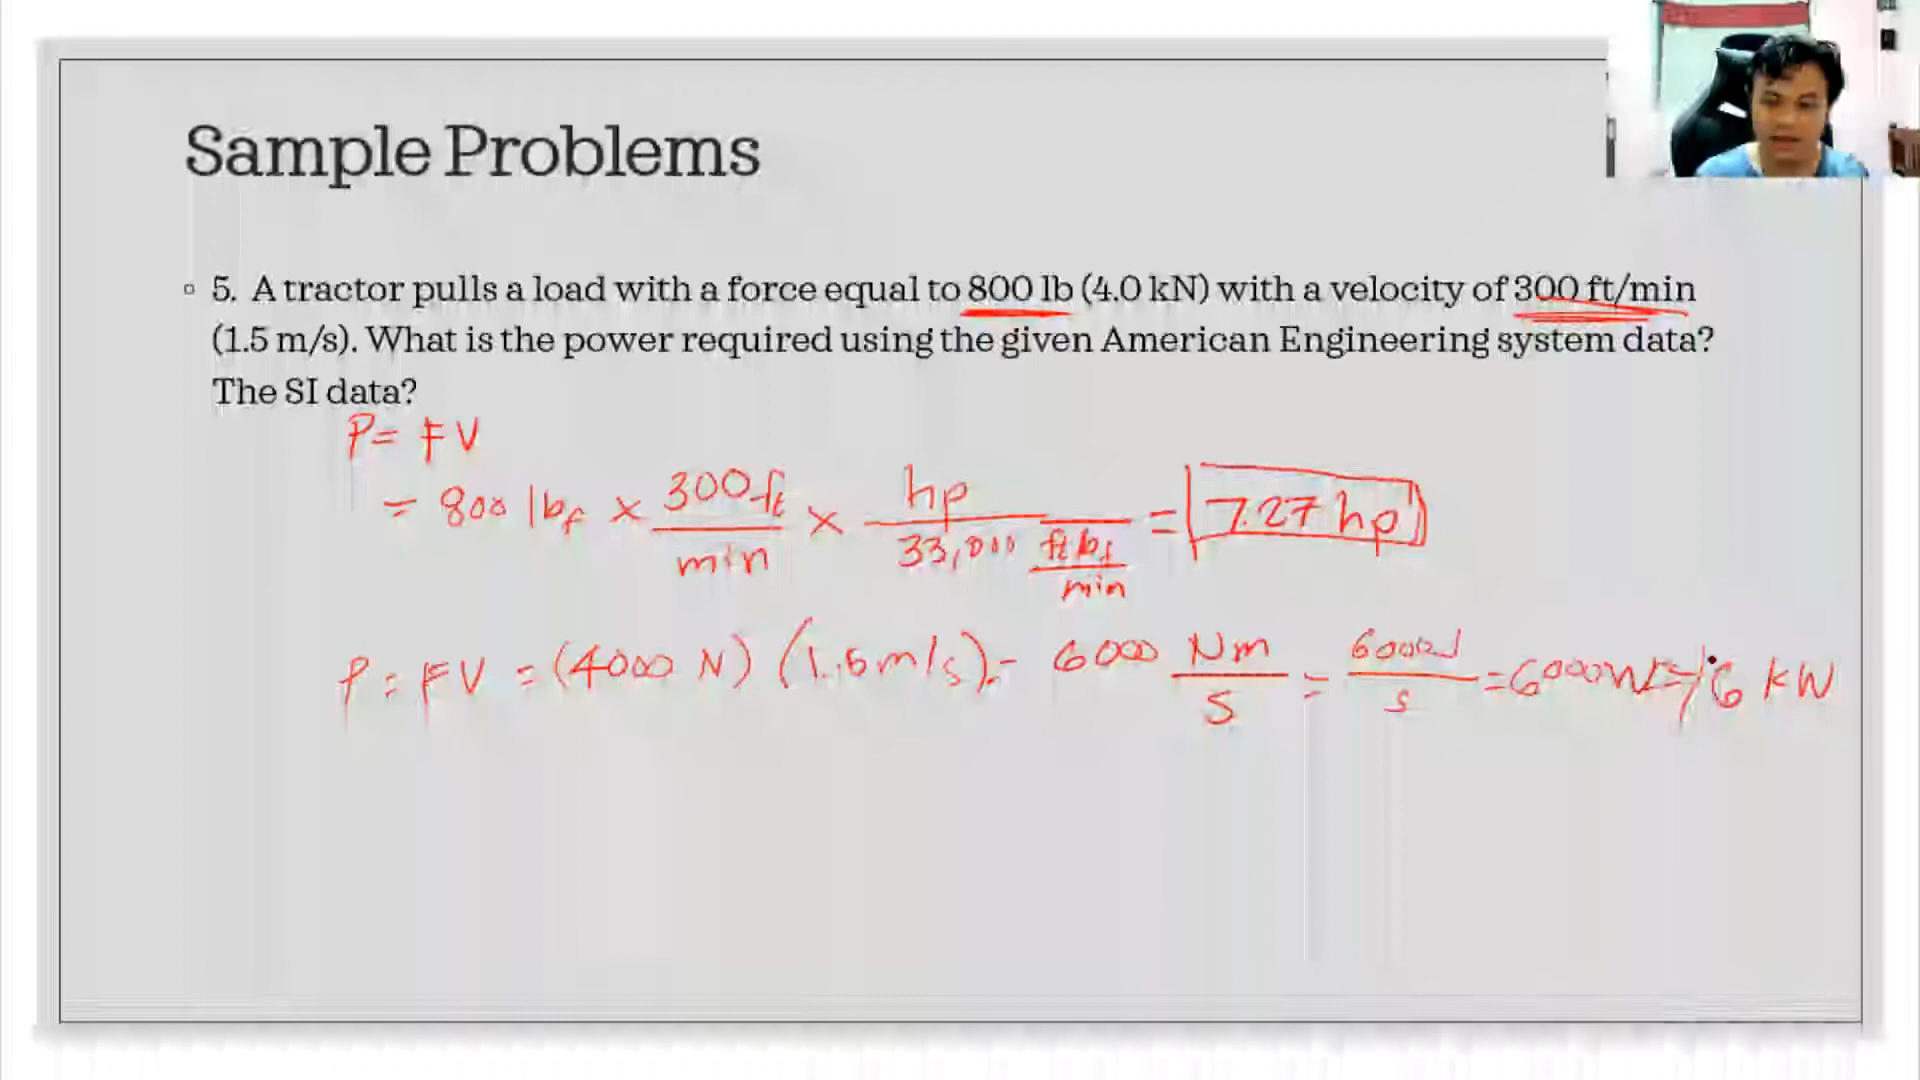 Sample Problems
5. A tractor pulls a load with a force equal to 800 lb (4.0 kN) with a velocity of 300 ft/min
(1.5 m/s). What is the power required using the given American Engineering system data?
The SI data?
P = FV
= 800 lbf × 300 ft / min × hp / 33,000 ft lbf / min = 7.27 hp
P = FV = (4000 N) (1.5 m/s) = 6000 Nm / s = 6000 J / s = 6000 W = 6 kW